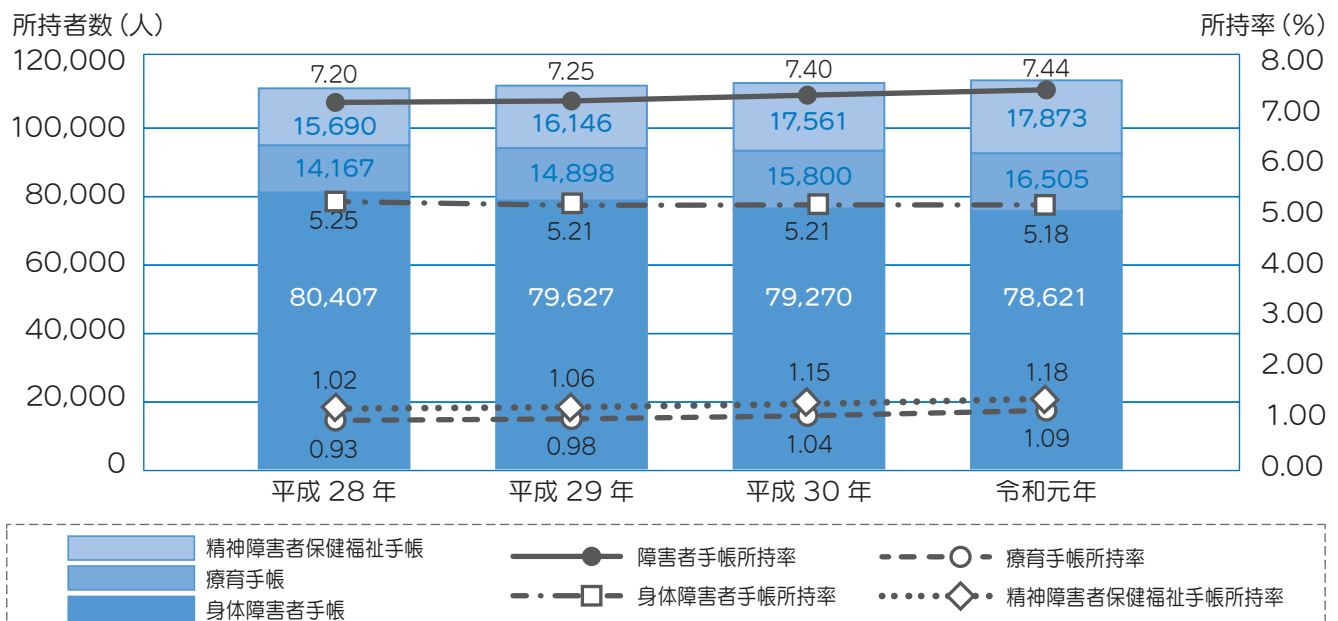 所持者数（人） 所持率（%）
120,000 7.20 7.25 7.40 7.44 8.00
100,000 15,690 16,146 17,561 17,873 7.00
14,167 14,898 15,800 16,505 6.00
80,000 5.25 5.21 5.21 5.18 5.00
60,000 4.00
80,407 79,627 79,270 78,621
40,000 3.00
1.02 1.06 1.15 1.18 2.00
20,000 1.00
0.93 0.98 1.04 1.09
0 0.00
平成 28 年 平成 29 年 平成 30 年 令和元年
精神障害者保健福祉手帳 障害者手帳所持率 療育手帳所持率
療育手帳
身体障害者手帳所持率 精神障害者保健福祉手帳所持率
身体障害者手帳